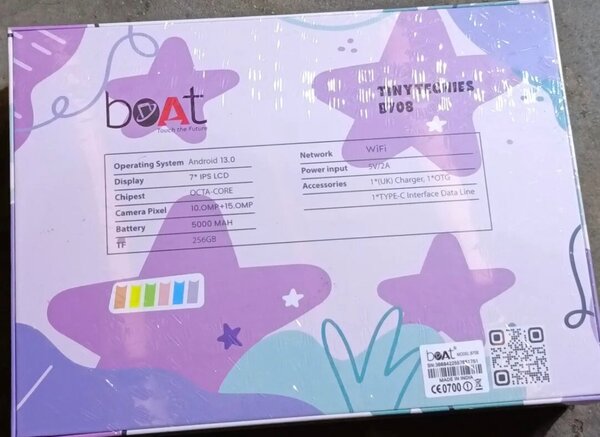 boAt
Touch the Future
TINYTECHIES
B708
Operating System Android 13.0
Display 7" IPS LCD
Chipest OCTA-CORE
Camera Pixel 10.0MP+15.0MP
Battery 5000 MAH
TF 256GB
Network WiFi
Power input 5V/2A
Accessories 1*(UK) Charger, 1*OTG
1*TYPE-C Interface Data Line
boAt MODEL:B708
MADE IN INDIA
CE0700